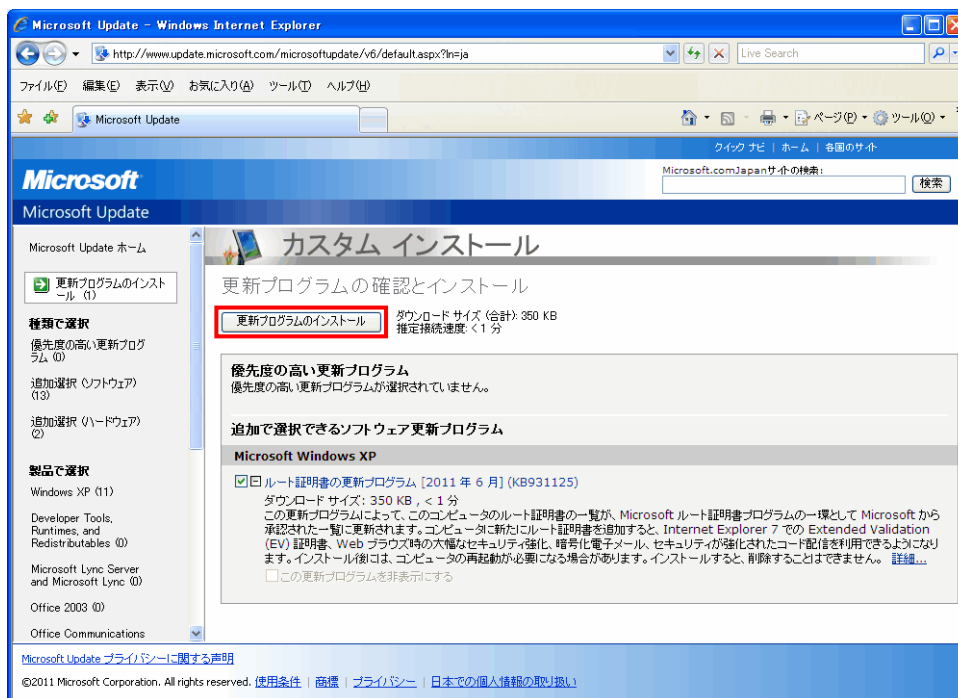 Microsoft Update - Windows Internet Explorer
http://www.update.microsoft.com/microsoftupdate/v6/default.aspx?ln=ja
Live Search
ファイル(F) 編集(E) 表示(V) お気に入り(A) ツール(T) ヘルプ(H)
Microsoft Update
ページ(P) ツール(O)
クイック ナビ | ホーム | 各国のサイト
Microsoft
Microsoft.comJapanサイトの検索:
検索
Microsoft Update
Microsoft Update ホーム
更新プログラムのインスト
ール (1)
種類で選択
優先度の高い更新プログ
ラム (0)
追加選択 (ソフトウェア)
(13)
追加選択 (ハードウェア)
(2)
製品で選択
Windows XP (11)
Developer Tools,
Runtimes, and
Redistributables (0)
Microsoft Lync Server
and Microsoft Lync (0)
Office 2003 (0)
Office Communications
カスタム インストール
更新プログラムの確認とインストール
更新プログラムのインストール
ダウンロード サイズ (合計): 350 KB
推定接続速度: < 1 分
優先度の高い更新プログラム
優先度の高い更新プログラムが選択されていません。
追加で選択できるソフトウェア更新プログラム
Microsoft Windows XP
ルート証明書の更新プログラム [2011 年 6 月] (KB931125)
ダウンロード サイズ: 350 KB , < 1 分
この更新プログラムによって、このコンピュータのルート証明書の一覧が、Microsoft ルート証明書プログラムの一環として Microsoft から
承認された一覧に更新されます。コンピュータに新たにルート証明書を追加すると、Internet Explorer 7 での Extended Validation
(EV) 証明書、Web ブラウズ時の大幅なセキュリティ強化、暗号化電子メール、セキュリティが強化されたコード配信を利用できるようになり
ます。インストール後には、コンピュータの再起動が必要になる場合があります。インストールすると、削除することはできません。 詳細...
この更新プログラムを非表示にする
Microsoft Update プライバシーに関する声明
©2011 Microsoft Corporation. All rights reserved. 使用条件 | 商標 | プライバシー | 日本での個人情報の取り扱い